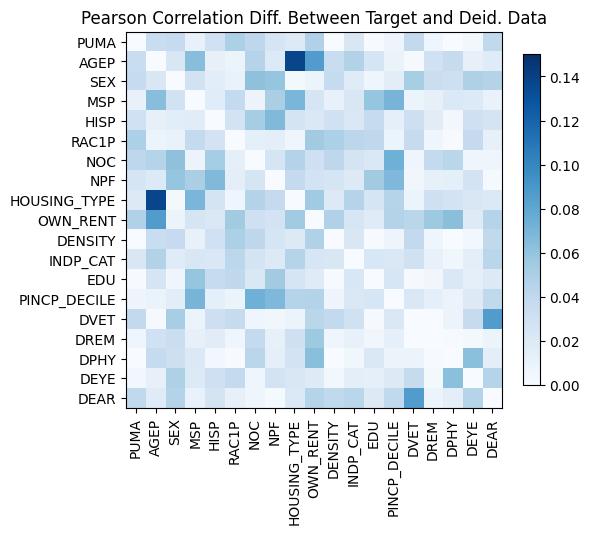 Pearson Correlation Diff. Between Target and Deid. Data
PUMA
AGEP
SEX
MSP
HISP
RAC1P
NOC
NPF
HOUSING_TYPE
OWN_RENT
DENSITY
INDP_CAT
EDU
PINCP_DECILE
DVET
DREM
DPHY
DEYE
DEAR
PUMA
AGEP
SEX
MSP
HISP
RAC1P
NOC
NPF
HOUSING_TYPE
OWN_RENT
DENSITY
INDP_CAT
EDU
PINCP_DECILE
DVET
DREM
DPHY
DEYE
DEAR
0.14
0.12
0.10
0.08
0.06
0.04
0.02
0.00